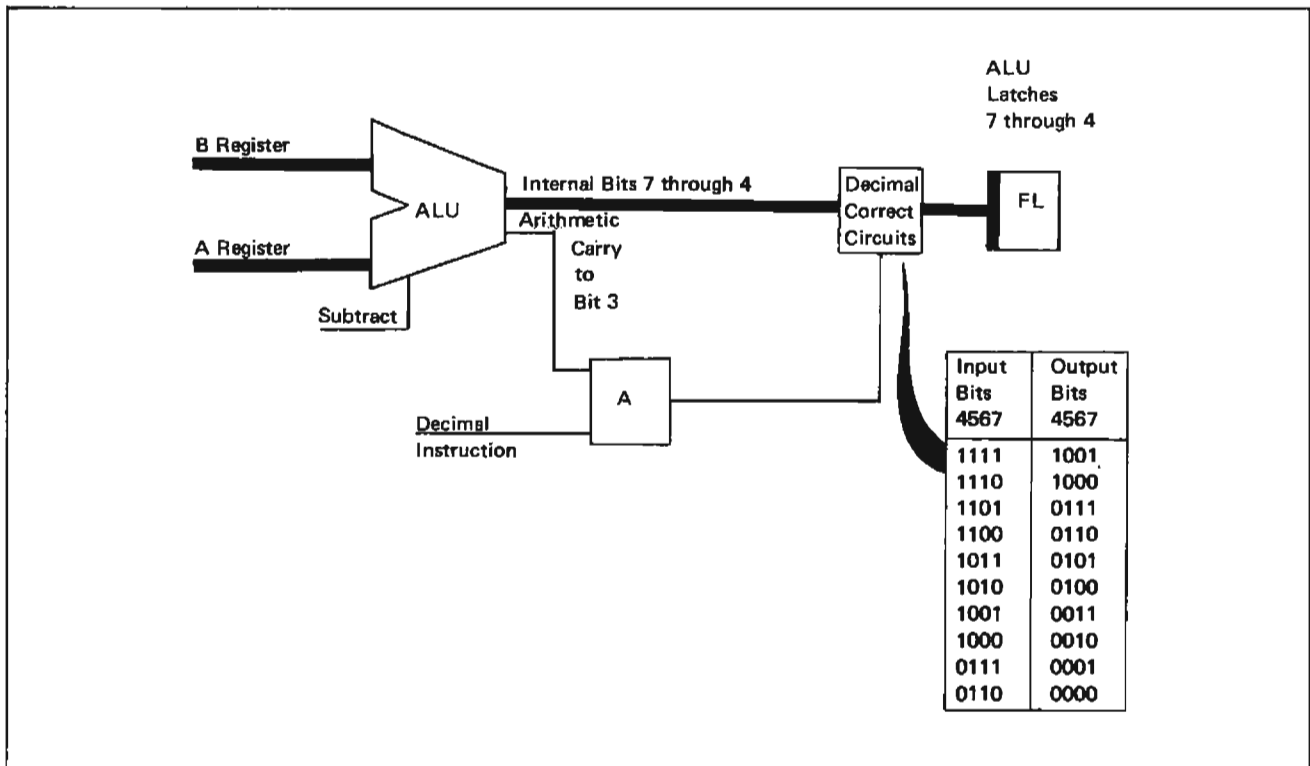 ALU
Latches
7 through 4
B Register
Internal Bits 7 through 4
Decimal
Correct
Circuits
FL
ALU
Arithmetic
Carry
to
Bit 3
A Register
Subtract
A
Decimal
Instruction
Input Bits 4567 Output Bits 4567
1111 1001
1110 1000
1101 0111
1100 0110
1011 0101
1010 0100
1001 0011
1000 0010
0111 0001
0110 0000